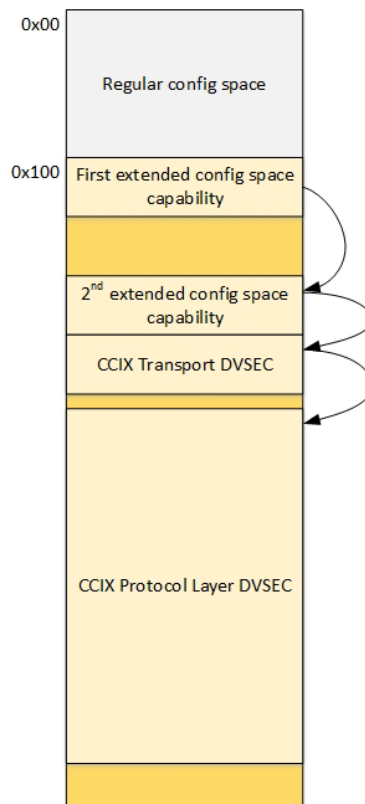 0x00
Regular config space
0x100
First extended config space
capability
2nd extended config space
capability
CCIX Transport DVSEC
CCIX Protocol Layer DVSEC